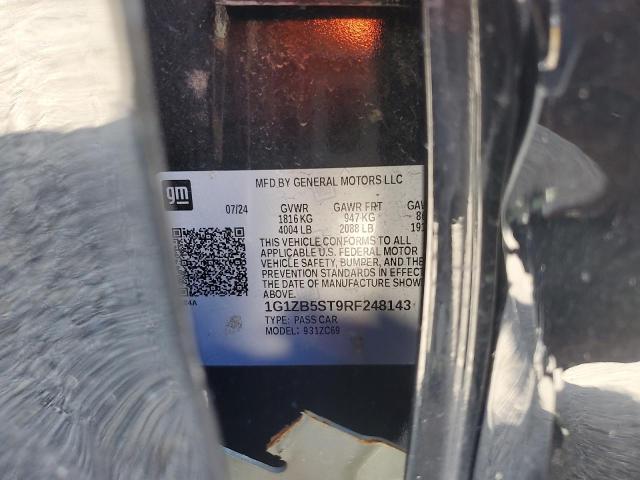 gm
MFD BY GENERAL MOTORS LLC
07/24 GVWR GAWR FRT
1816 KG 947 KG
4004 LB 2088 LB
THIS VEHICLE CONFORMS TO ALL
APPLICABLE U.S. FEDERAL MOTOR
VEHICLE SAFETY, BUMPER, AND THE
PREVENTION STANDARDS IN EFFECT
THE DATE OF MANUFACTURE SHOW
ABOVE.
1G1ZB5ST9RF248143
TYPE: PASS CAR
MODEL: 931ZC69